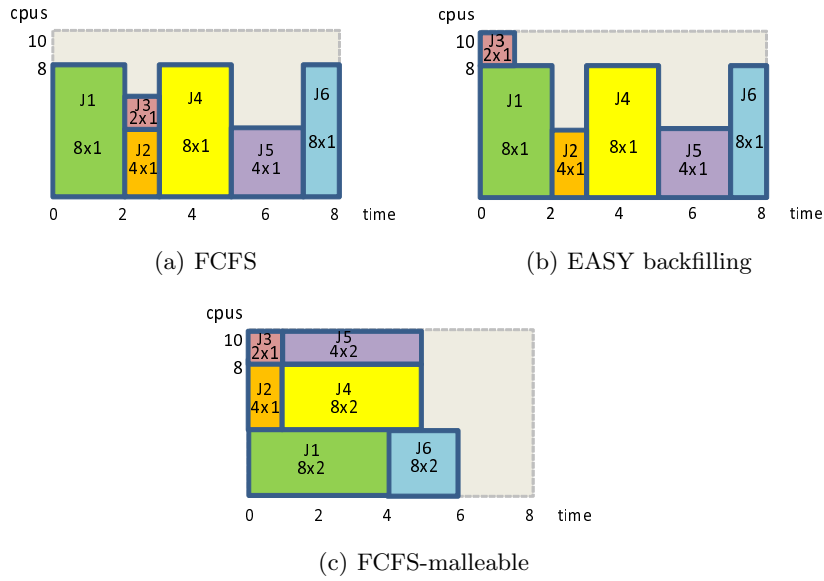 cpus
10
8
J1
8x1
J3
2x1
J2
4x1
J4
8x1
J5
4x1
J6
8x1
0 2 4 6 8 time
(a) FCFS
cpus
10
8
J3
2x1
J1
8x1
J2
4x1
J4
8x1
J5
4x1
J6
8x1
0 2 4 6 8 time
(b) EASY backfilling
cpus
10
8
J3
2x1
J5
4x2
J2
4x1
J4
8x2
J1
8x2
J6
8x2
0 2 4 6 8 time
(c) FCFS-malleable